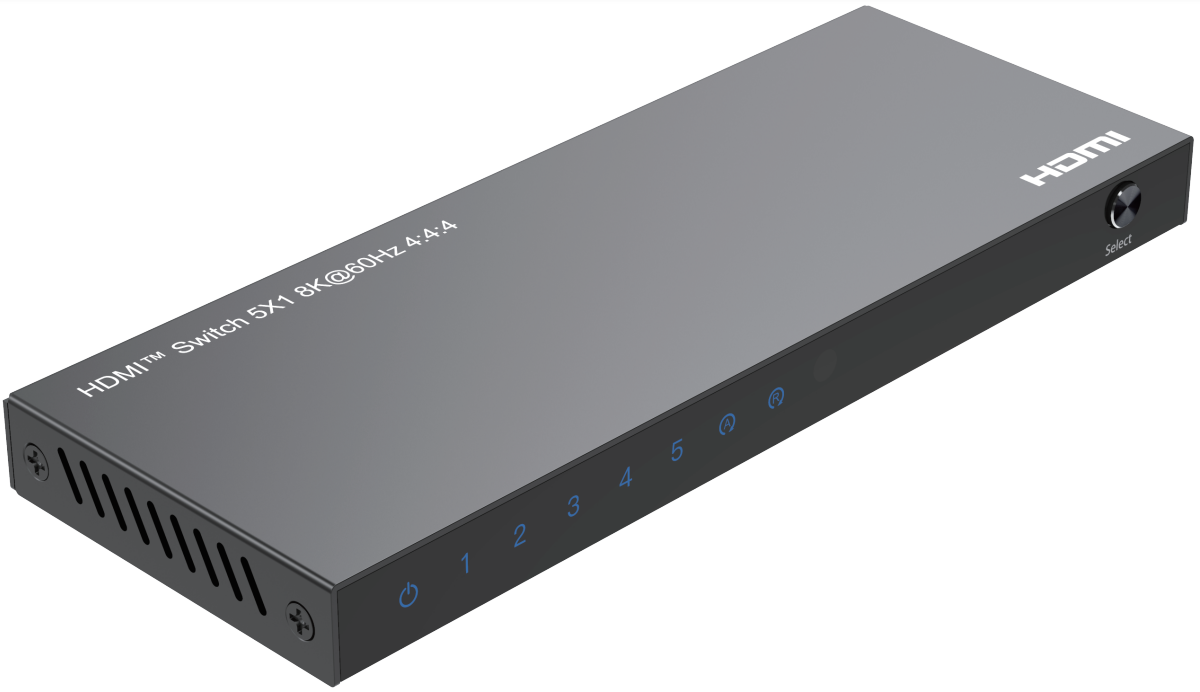 HDMI™ Switch 5X1 8K@60Hz 4:4:4
HDMI
Select
1 2 3 4 5 A R